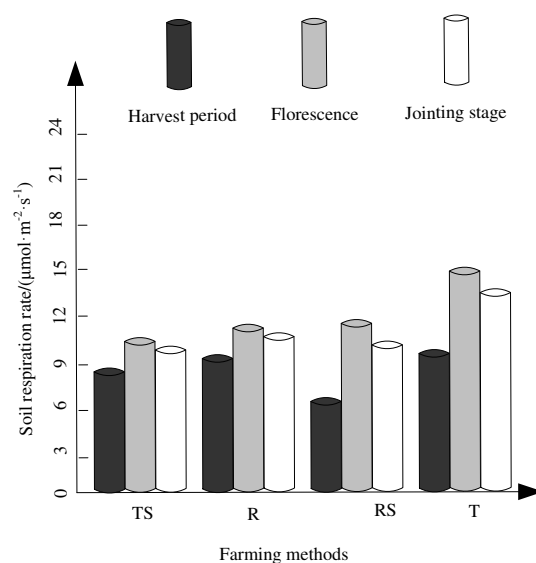 Harvest period
Florescence
Jointing stage
Soil respiration rate/(μmol·m⁻²·s⁻¹)
24
21
18
15
12
9
6
3
0
TS
R
RS
T
Farming methods